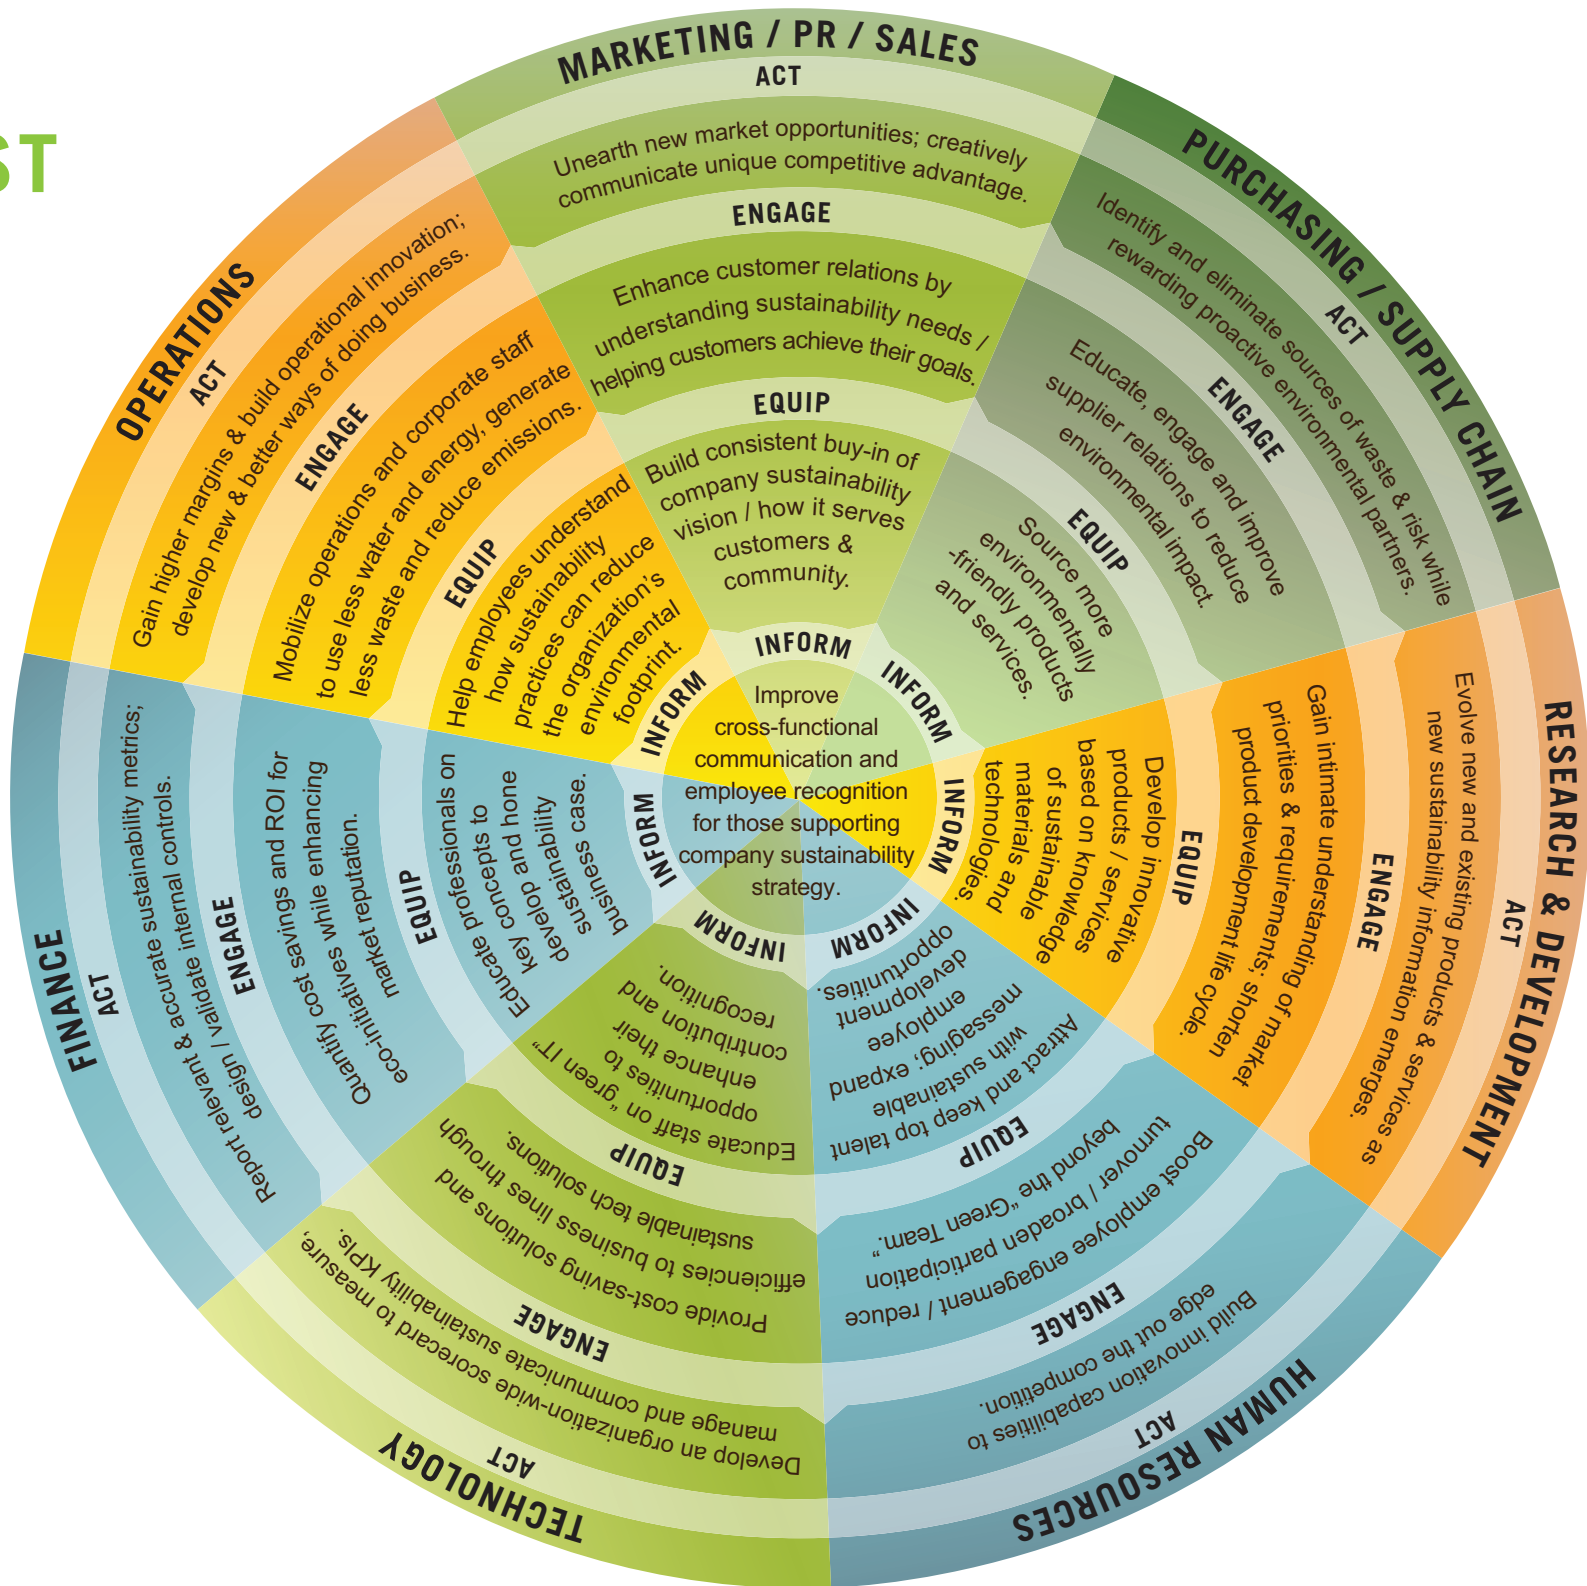 ST
MARKETING / PR / SALES
ACT
Unearth new market opportunities; creatively
communicate unique competitive advantage.
ENGAGE
Enhance customer relations by
understanding sustainability needs /
helping customers achieve their goals.
EQUIP
Build consistent buy-in of
company sustainability
vision / how it serves
customers &
community.
INFORM
PURCHASING / SUPPLY CHAIN
ACT
Identify and eliminate sources of waste & risk while
rewarding proactive environmental partners.
ENGAGE
Educate, engage and improve
supplier relations to reduce
environmental impact.
EQUIP
Source more
environmentally
-friendly products
and services.
INFORM
RESEARCH & DEVELOPMENT
ACT
Evolve new and existing products & services as
new sustainability information emerges.
ENGAGE
Gain intimate understanding of market
priorities & requirements; shorten
product development life cycle.
EQUIP
Develop innovative
products / services
based on knowledge
of sustainable
materials and
technologies.
INFORM
HUMAN RESOURCES
ACT
Build innovation capabilities to
edge out the competition.
ENGAGE
Boost employee engagement / reduce
turnover / broaden participation
beyond the “Green Team.”
EQUIP
Attract and keep top talent
with sustainable
messaging; expand
employee
development
opportunities.
INFORM
TECHNOLOGY
ACT
Develop an organization-wide scorecard to measure,
manage and communicate sustainability KPIs.
ENGAGE
Provide cost-saving solutions and
efficiencies to business lines through
sustainable tech solutions.
EQUIP
Educate staff on “green IT”
opportunities to
enhance their
contribution and
recognition.
INFORM
FINANCE
ACT
Report relevant & accurate sustainability metrics;
design / validate internal controls.
ENGAGE
Quantify cost savings and ROI for
eco-initiatives while enhancing
market reputation.
EQUIP
Educate professionals on
key concepts to
develop and hone
sustainability
business case.
INFORM
OPERATIONS
ACT
Gain higher margins & build operational innovation;
develop new & better ways of doing business.
ENGAGE
Mobilize operations and corporate staff
to use less water and energy, generate
less waste and reduce emissions.
EQUIP
Help employees understand
how sustainability
practices can reduce
the organization’s
environmental
footprint.
INFORM
Improve
cross-functional
communication and
employee recognition
for those supporting
company sustainability
strategy.